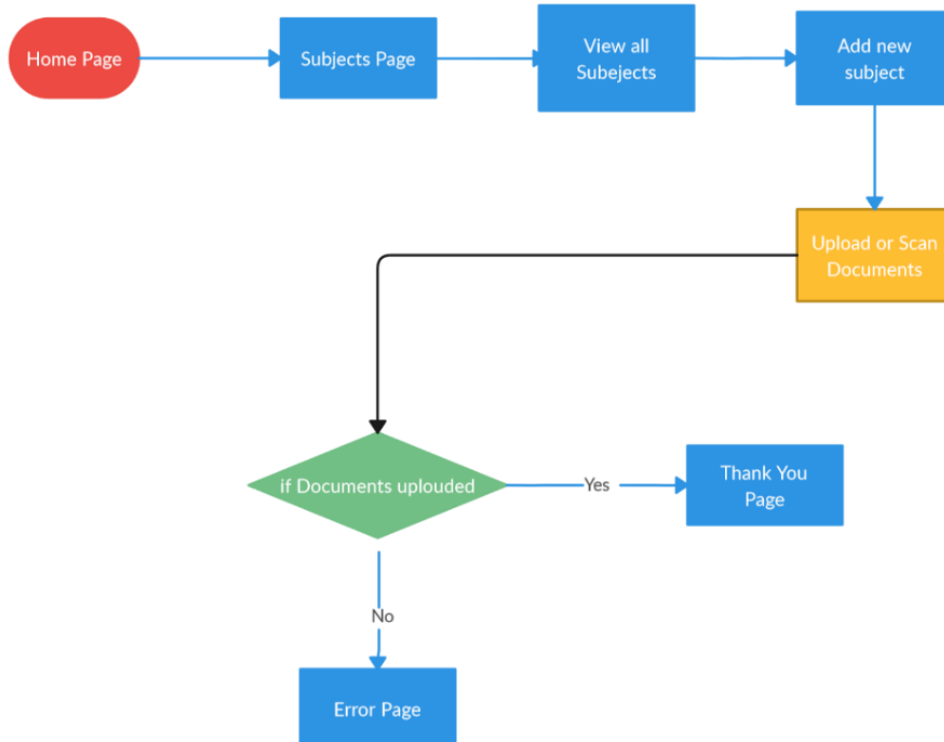 Home Page
Subjects Page
View all
Subejects
Add new
subject
Upload or Scan
Documents
if Documents uplouded
Yes
Thank You
Page
No
Error Page